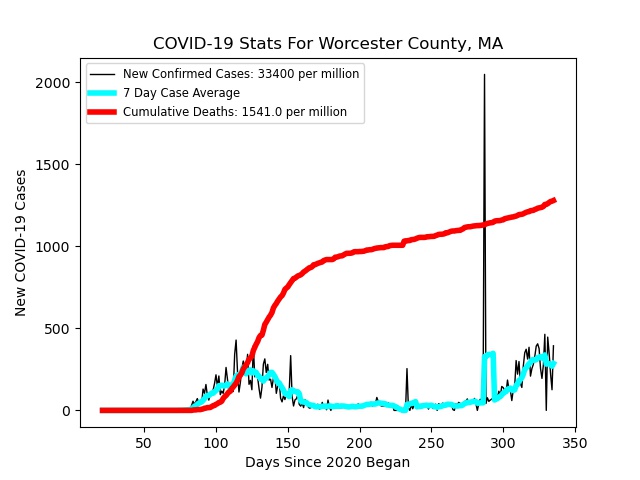 COVID-19 Stats For Worcester County, MA
New Confirmed Cases: 33400 per million
7 Day Case Average
Cumulative Deaths: 1541.0 per million
New COVID-19 Cases
2000
1500
1000
500
0
50 100 150 200 250 300 350
Days Since 2020 Began